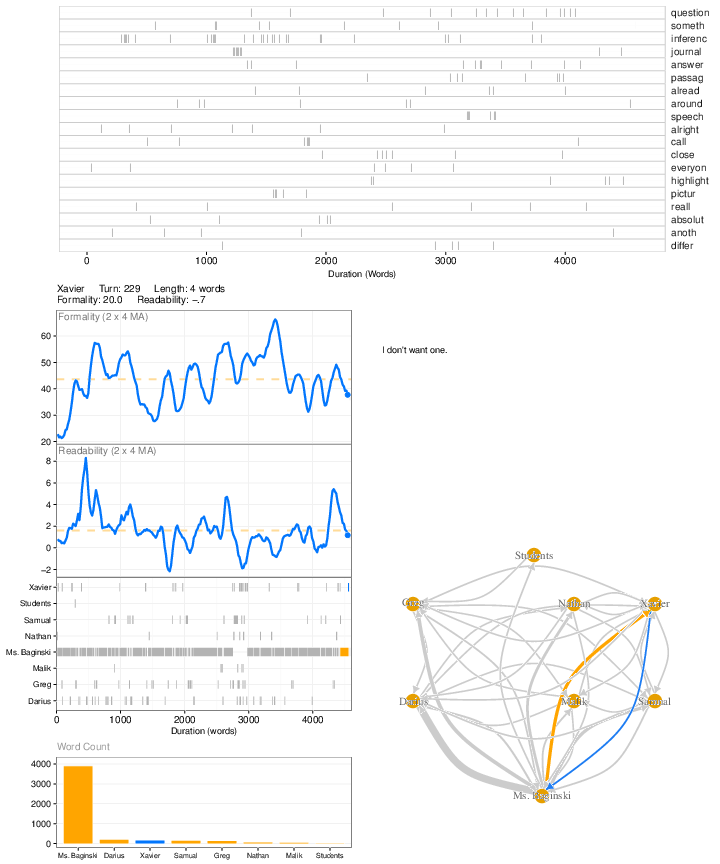 question
someth
inferenc
journal
answer
passag
alread
around
speech
alright
call
close
everyon
highlight
pictur
reall
absolut
anoth
differ
0 1000 2000 3000 4000
Duration (Words)
Xavier Turn: 229 Length: 4 words
Formality: 20.0 Readability: −.7
Formality (2 x 4 MA)
60
50
40
30
20
Readability (2 x 4 MA)
8
6
4
2
0
−2
Xavier
Students
Samual
Nathan
Ms. Baginski
Malik
Greg
Darius
0 1000 2000 3000 4000
Duration (words)
Word Count
4000
3000
2000
1000
0
Ms. Baginski Darius Xavier Samual Greg Nathan Malik Students
I don't want one.
Students
Greg Nathan Xavier
Darius Malik Samual
Ms. Baginski